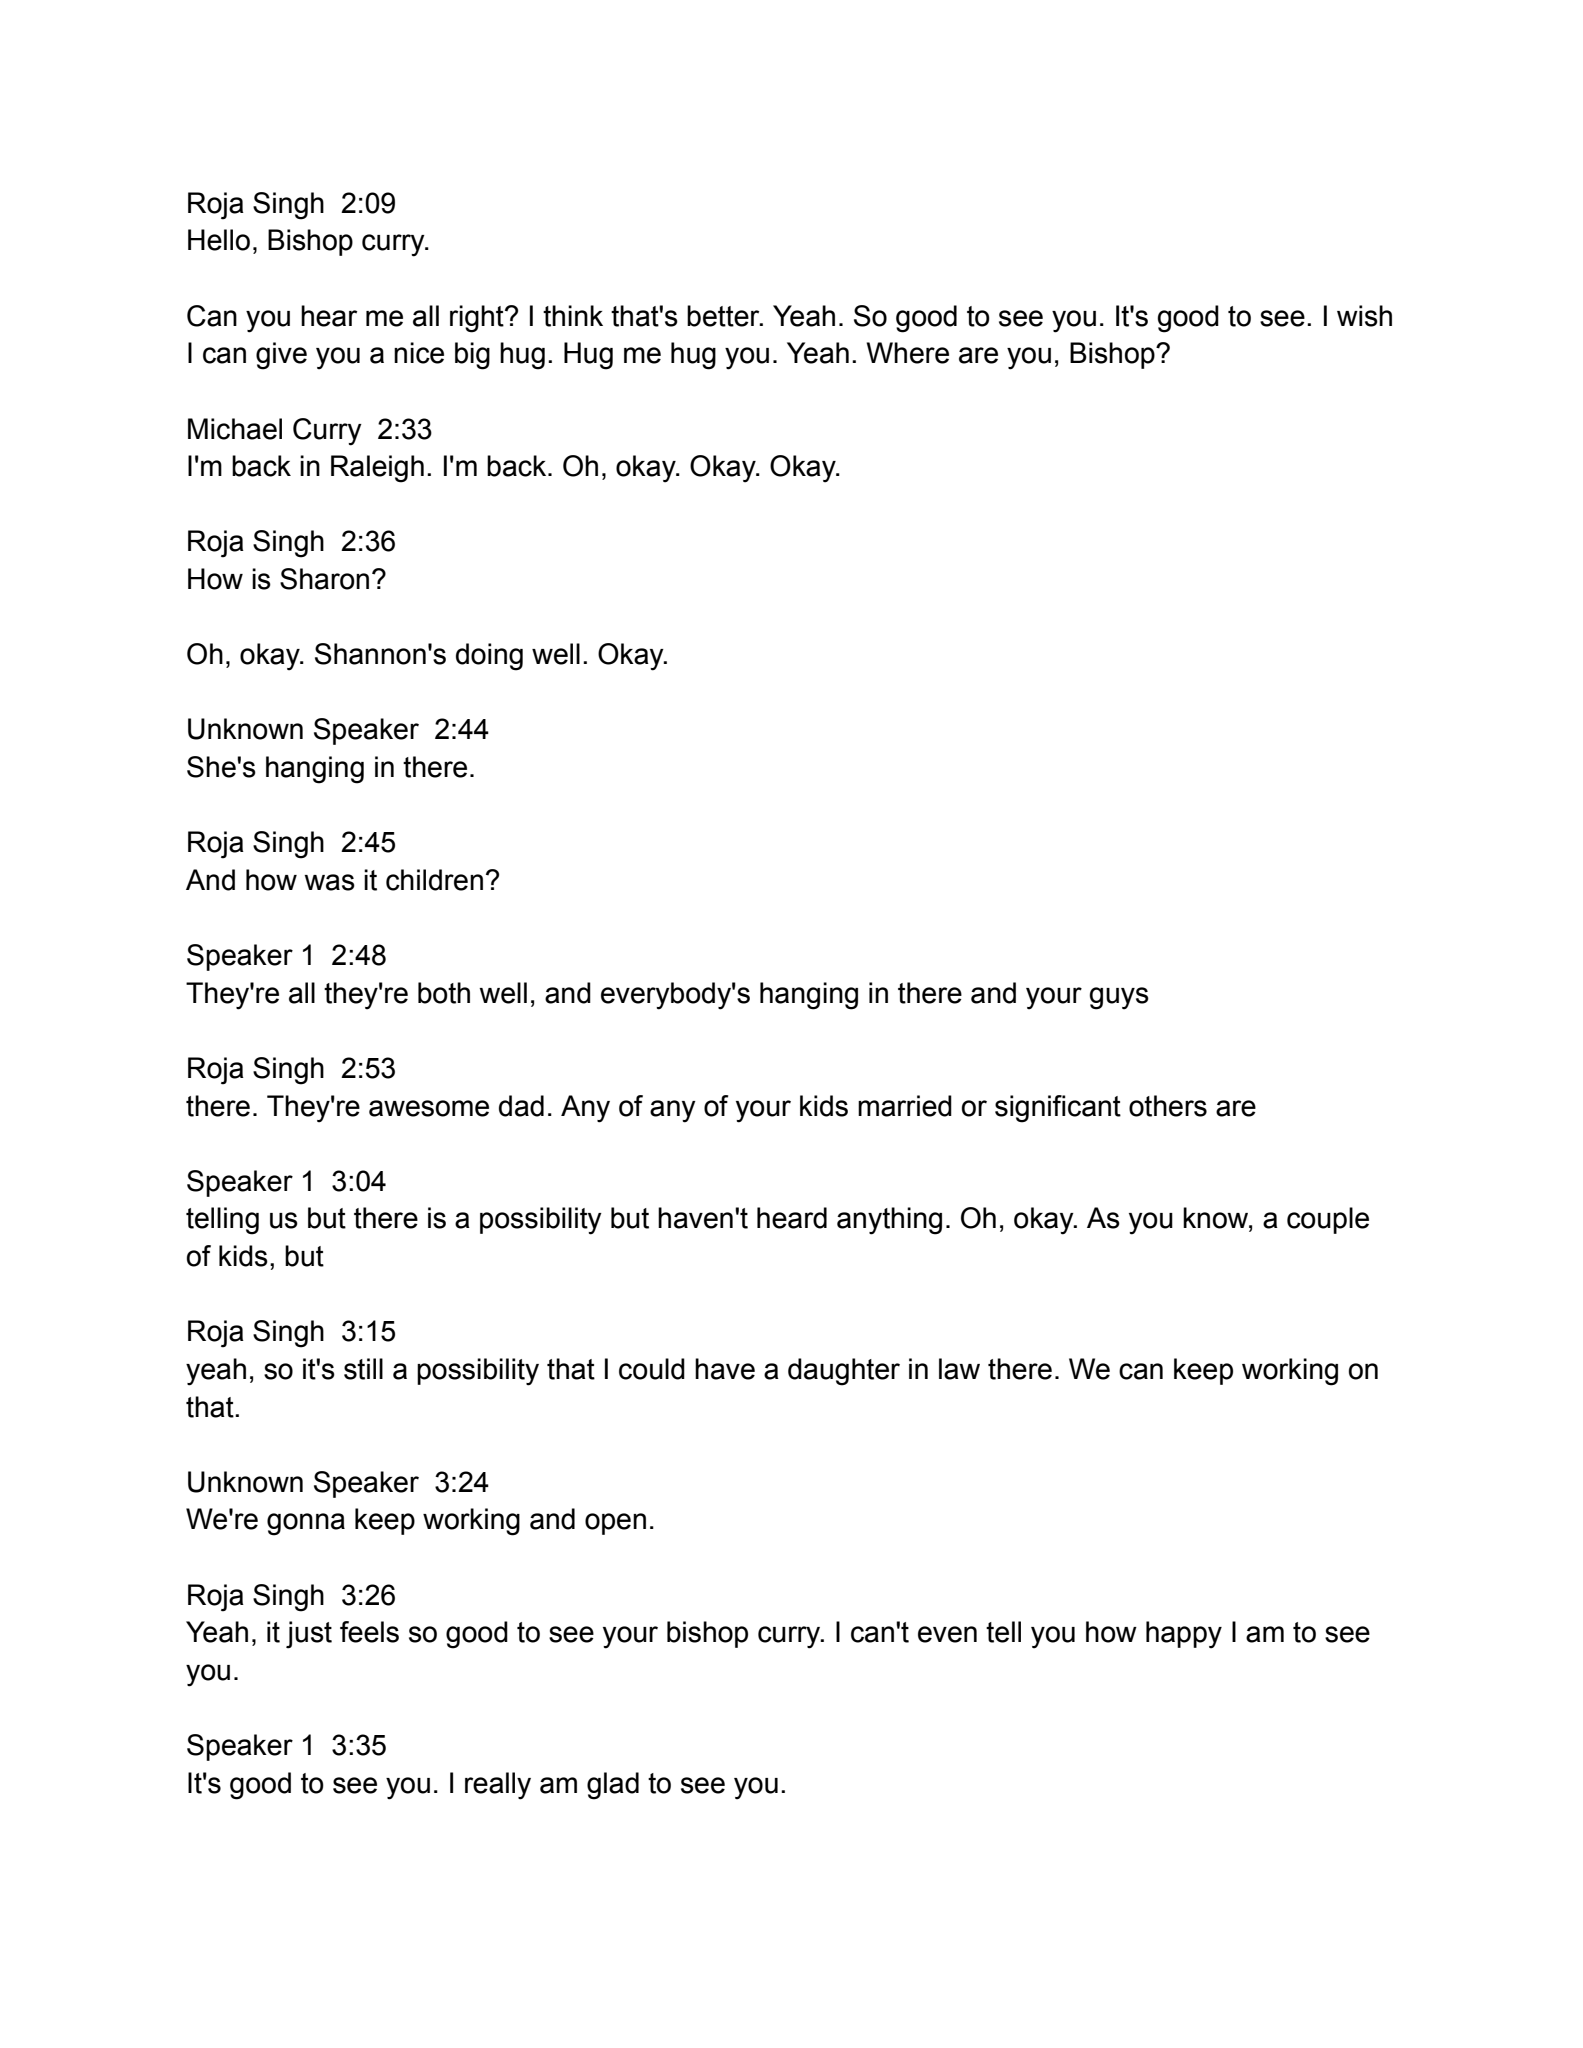 Roja Singh  2:09
Hello, Bishop curry.
Can you hear me all right? I think that's better. Yeah. So good to see you. It's good to see. I wish
I can give you a nice big hug. Hug me hug you. Yeah. Where are you, Bishop?
Michael Curry  2:33
I'm back in Raleigh. I'm back. Oh, okay. Okay. Okay.
Roja Singh  2:36
How is Sharon?
Oh, okay. Shannon's doing well. Okay.
Unknown Speaker  2:44
She's hanging in there.
Roja Singh  2:45
And how was it children?
Speaker 1  2:48
They're all they're both well, and everybody's hanging in there and your guys
Roja Singh  2:53
there. They're awesome dad. Any of any of your kids married or significant others are
Speaker 1  3:04
telling us but there is a possibility but haven't heard anything. Oh, okay. As you know, a couple
of kids, but
Roja Singh  3:15
yeah, so it's still a possibility that I could have a daughter in law there. We can keep working on
that.
Unknown Speaker  3:24
We're gonna keep working and open.
Roja Singh  3:26
Yeah, it just feels so good to see your bishop curry. I can't even tell you how happy I am to see
you.
Speaker 1  3:35
It's good to see you. I really am glad to see you.